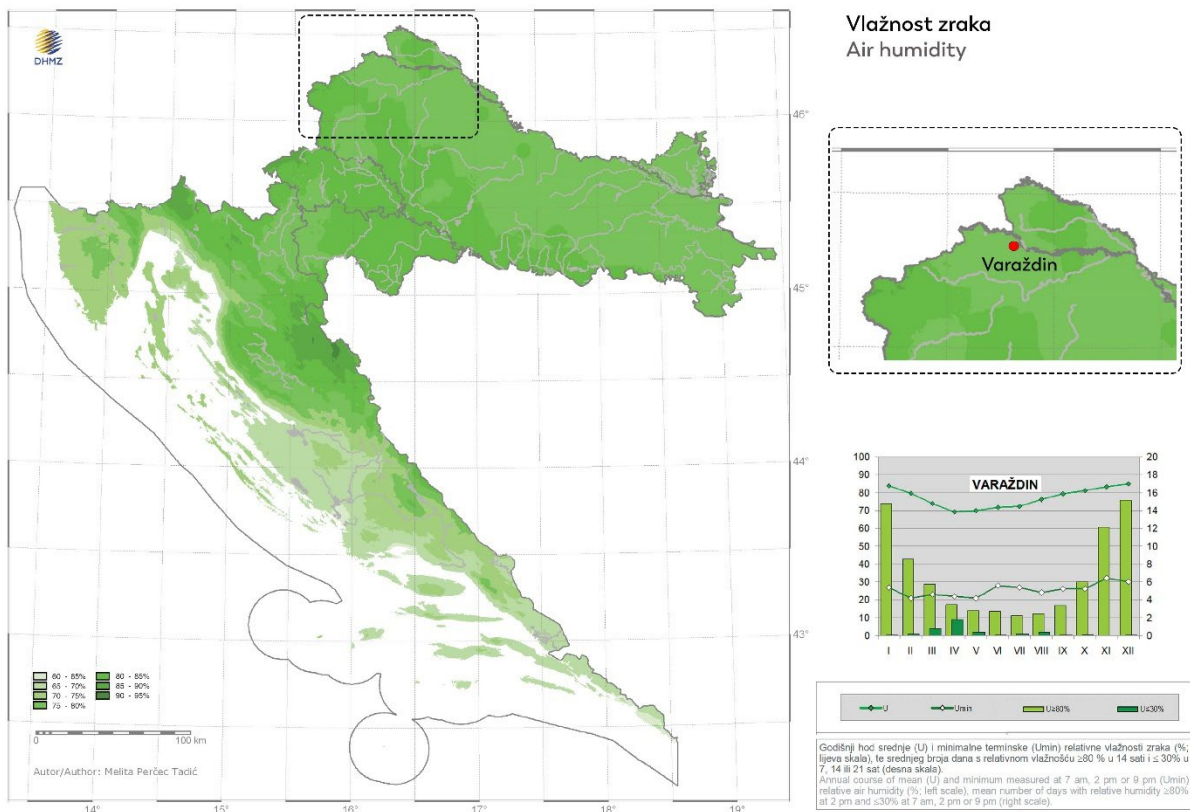 DHMZ
Vlažnost zraka
Air humidity
46°
45°
44°
43°
14°
15°
16°
17°
18°
19°
Varaždin
60 - 65%
65 - 70%
70 - 75%
75 - 80%
80 - 85%
85 - 90%
90 - 95%
0
100 km
Autor/Author: Melita Perčec Tadić
VARAŽDIN
100
90
80
70
60
50
40
30
20
10
0
20
18
16
14
12
10
8
6
4
2
0
I II III IV V VI VII VIII IX X XI XII
U Umin U≥80% U≤30%
Godišnji hod srednje (U) i minimalne terminske (Umin) relativne vlažnosti zraka (%;
lijeva skala), te srednjeg broja dana s relativnom vlažnošću ≥80 % u 14 sati i ≤ 30% u
7, 14 ili 21 sat (desna skala).
Annual course of mean (U) and minimum measured at 7 am, 2 pm or 9 pm (Umin)
relative air humidity (%; left scale), mean number of days with relative humidity ≥80%
at 2 pm and ≤30% at 7 am, 2 pm or 9 pm (right scale).